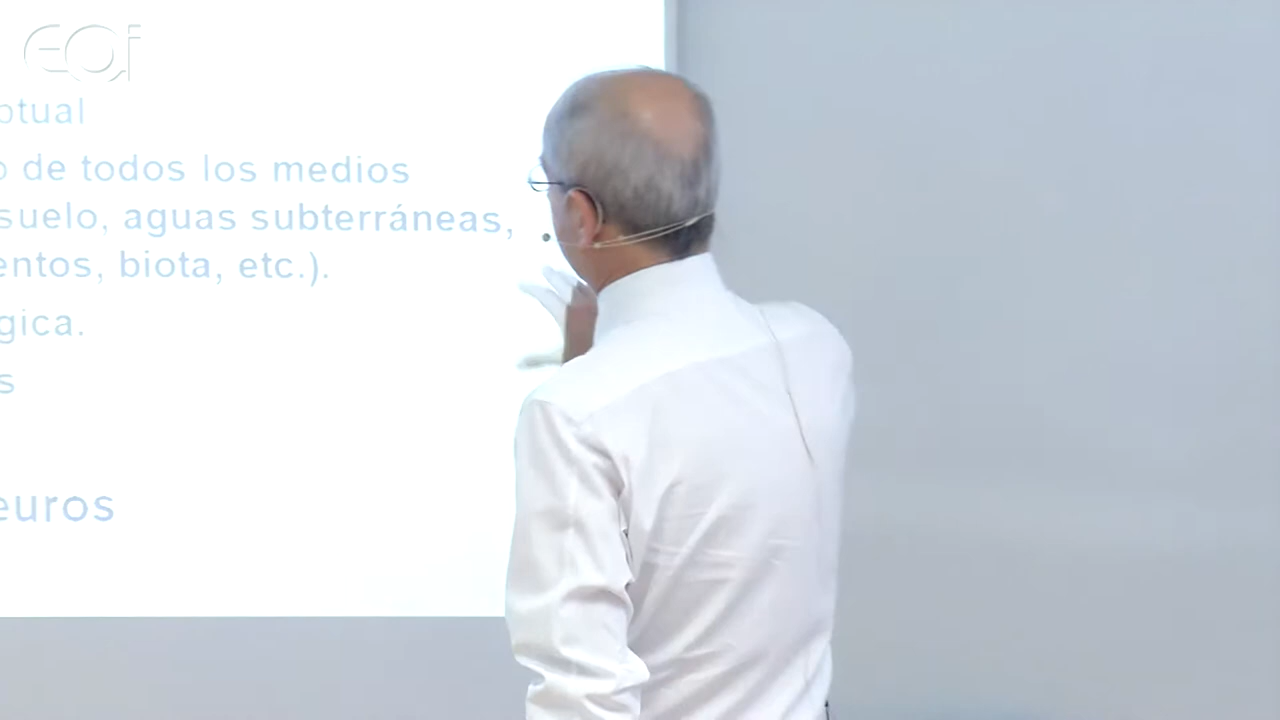 eoi
ptual
o de todos los medios
suelo, aguas subterráneas,
entos, biota, etc.).
gica.
s
euros